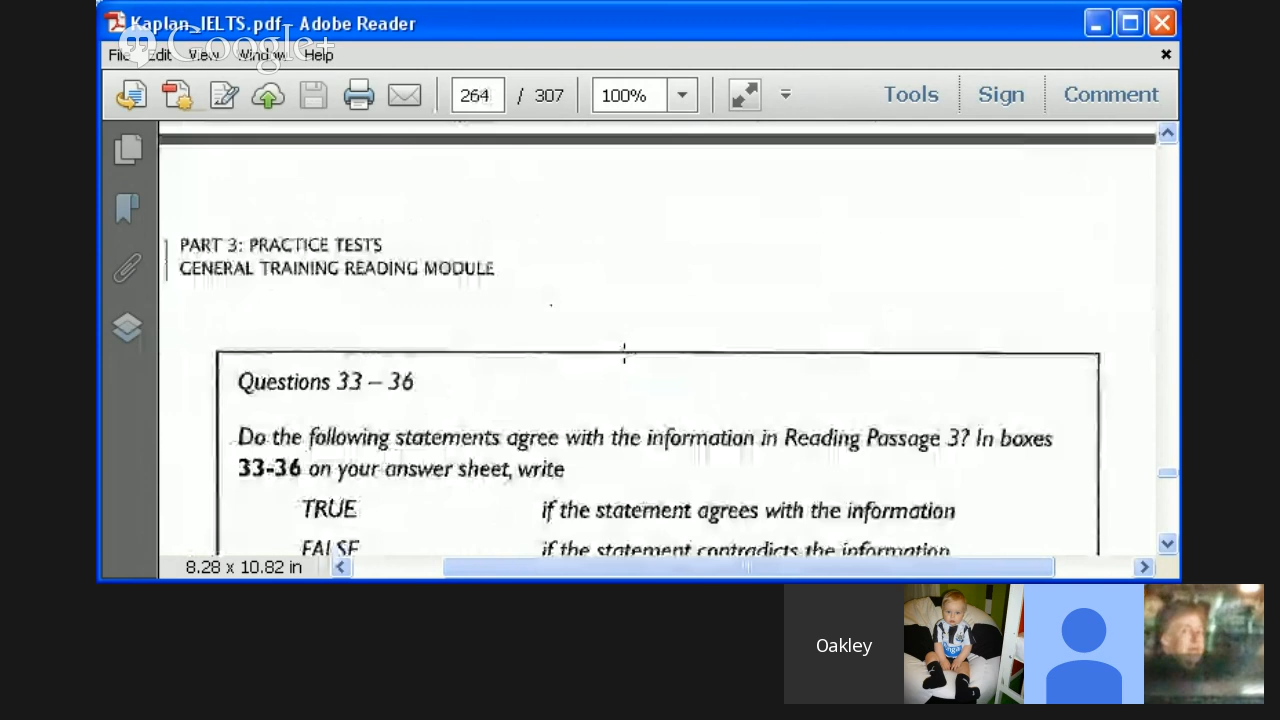 Kaplan_IELTS.pdf - Adobe Reader
Google+
File Edit View Window Help
264 / 307 100% Tools Sign Comment
PART 3: PRACTICE TESTS
GENERAL TRAINING READING MODULE
Questions 33 – 36
Do the following statements agree with the information in Reading Passage 3? In boxes
33-36 on your answer sheet, write
TRUE if the statement agrees with the information
FALSE if the statement contradicts the information
8.28 x 10.82 in
Oakley